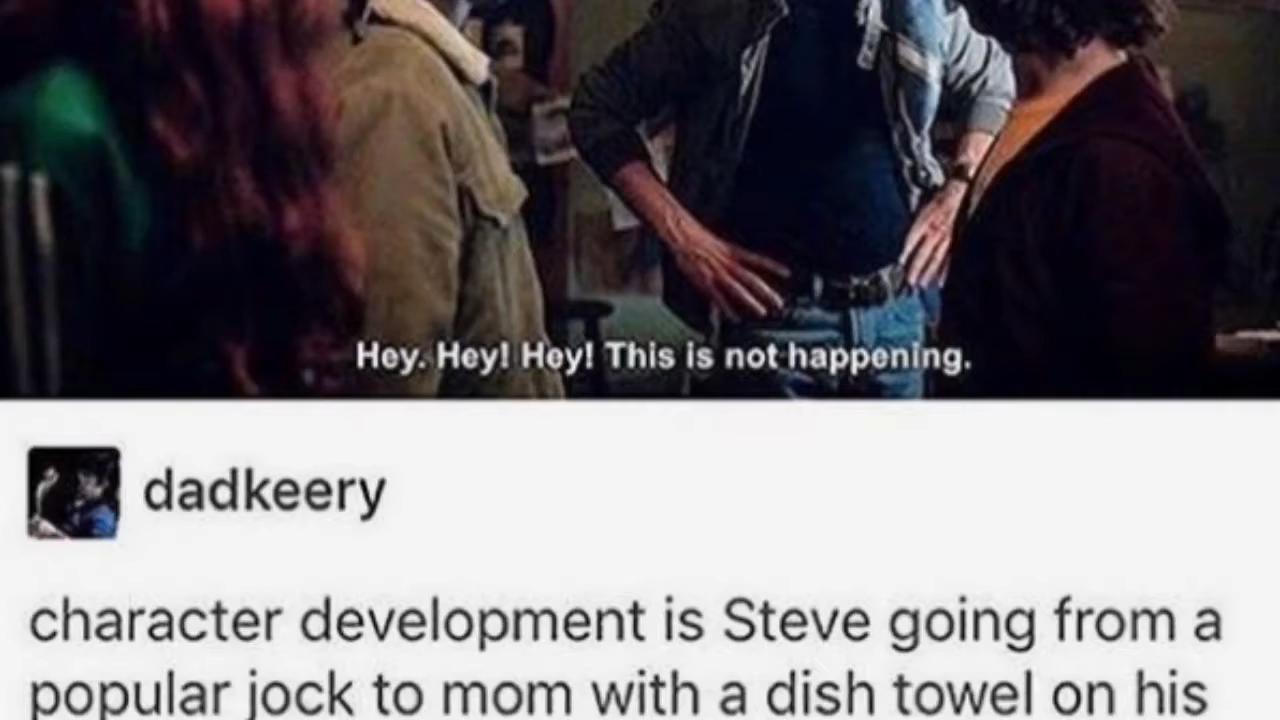 Hey. Hey! Hey! This is not happening.
dadkeery
character development is Steve going from a
popular jock to mom with a dish towel on his